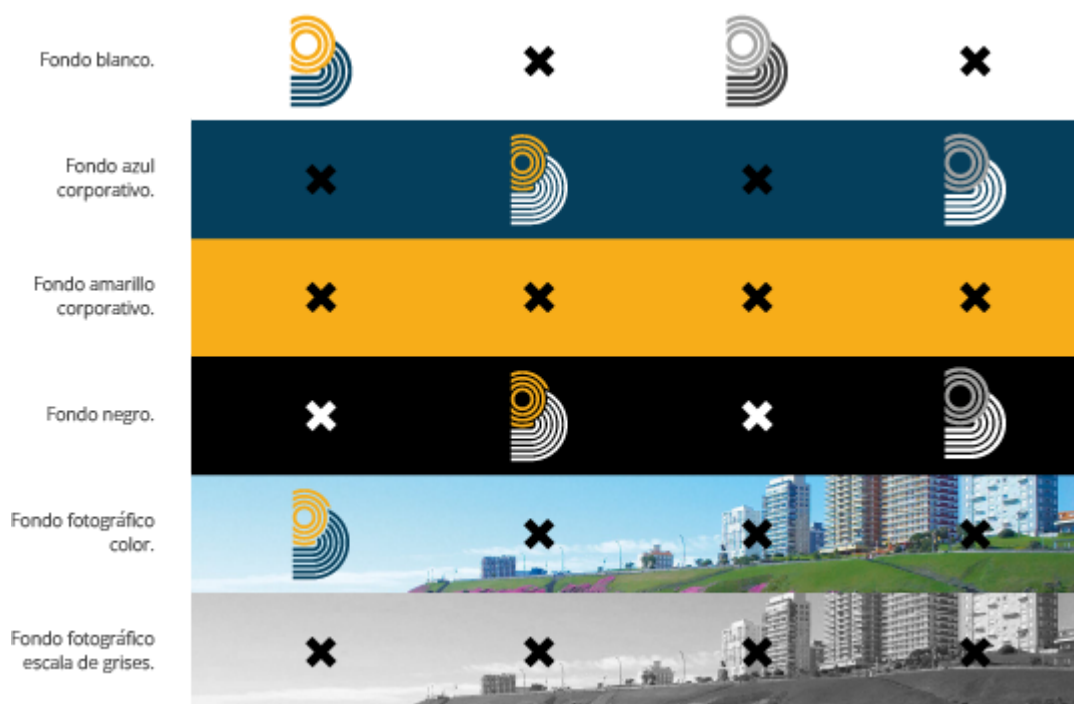 Fondo blanco.
Fondo azul
corporativo.
Fondo amarillo
corporativo.
Fondo negro.
Fondo fotográfico
color.
Fondo fotográfico
escala de grises.